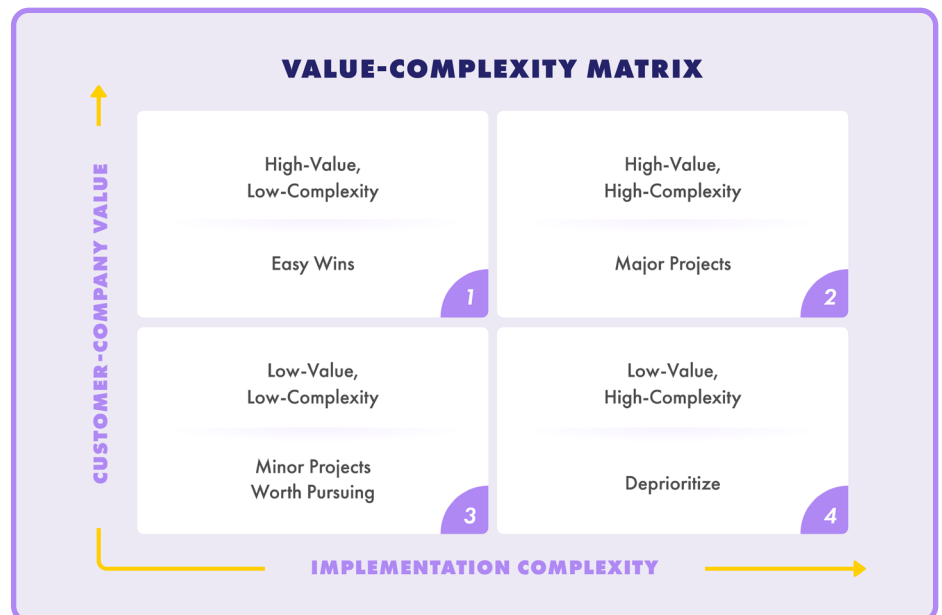 VALUE-COMPLEXITY MATRIX
CUSTOMER-COMPANY VALUE
High-Value,
Low-Complexity
Easy Wins
1
High-Value,
High-Complexity
Major Projects
2
Low-Value,
Low-Complexity
Minor Projects
Worth Pursuing
3
Low-Value,
High-Complexity
Deprioritize
4
IMPLEMENTATION COMPLEXITY